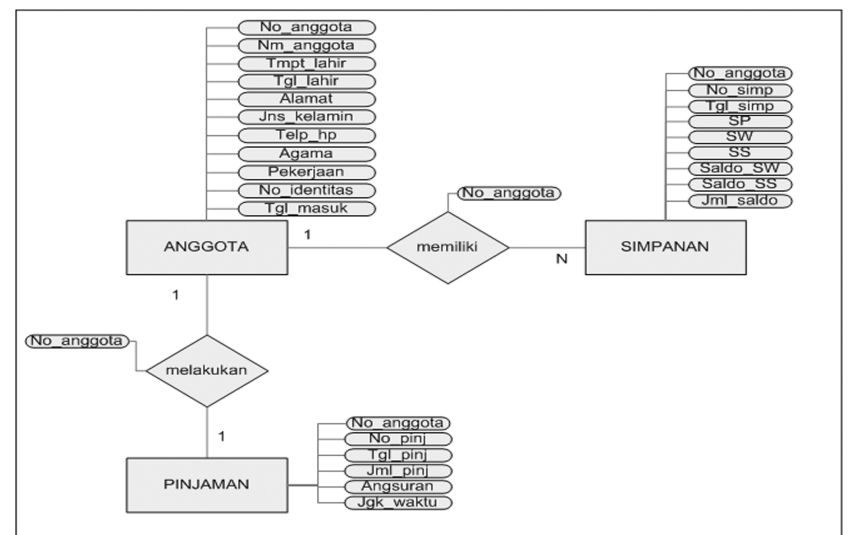 No_anggota
Nm_anggota
Tmpt_lahir
Tgl_lahir
Alamat
Jns_kelamin
Telp_hp
Agama
Pekerjaan
No_identitas
Tgl_masuk
No_anggota
No_simp
Tgl_simp
SP
SW
SS
Saldo_SW
Saldo_SS
Jml_saldo
No_anggota
ANGGOTA
1
memiliki
N
SIMPANAN
1
No_anggota
melakukan
1
PINJAMAN
No_anggota
No_pinj
Tgl_pinj
Jml_pinj
Angsuran
Jgk_waktu